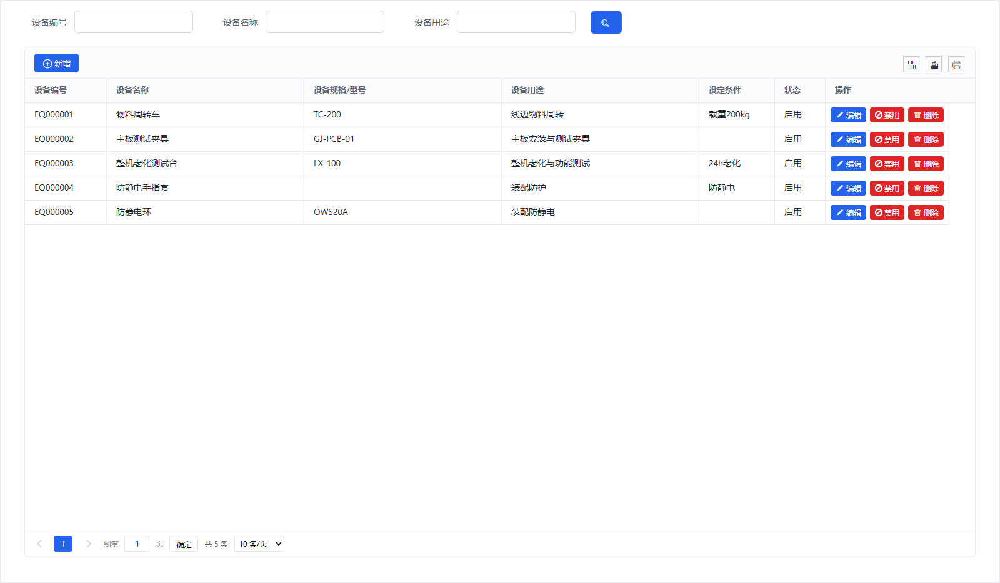 设备编号 设备名称 设备用途
新增
设备编号 设备名称 设备规格/型号 设备用途 设定条件 状态 操作
EQ000001 物料周转车 TC-200 线边物料周转 载重200kg 启用 编辑 禁用 删除
EQ000002 主板测试夹具 GJ-PCB-01 主板安装与测试夹具 启用 编辑 禁用 删除
EQ000003 整机老化测试台 LX-100 整机老化与功能测试 24h老化 启用 编辑 禁用 删除
EQ000004 防静电手指套 装配防护 防静电 启用 编辑 禁用 删除
EQ000005 防静电环 OWS20A 装配防静电 启用 编辑 禁用 删除
1 到第 1 页 确定 共 5 条 10 条/页